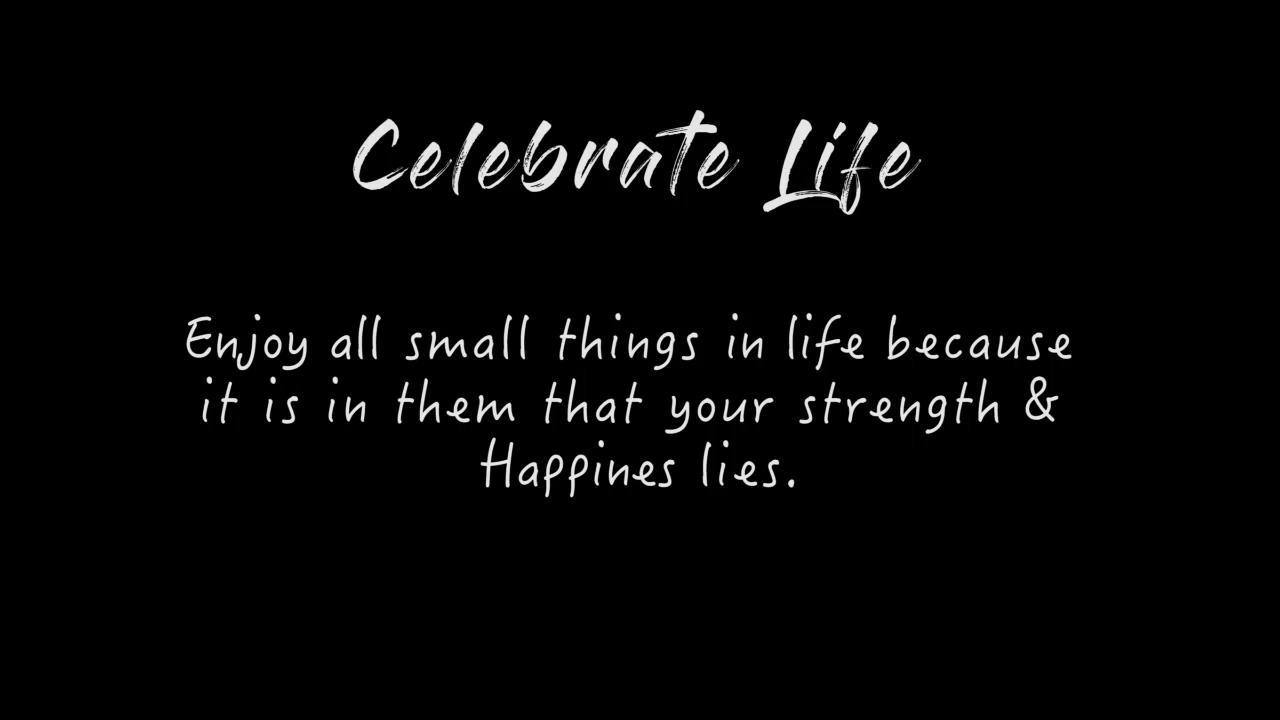 Celebrate Life
Enjoy all small things in life because
it is in them that your strength &
Happines lies.